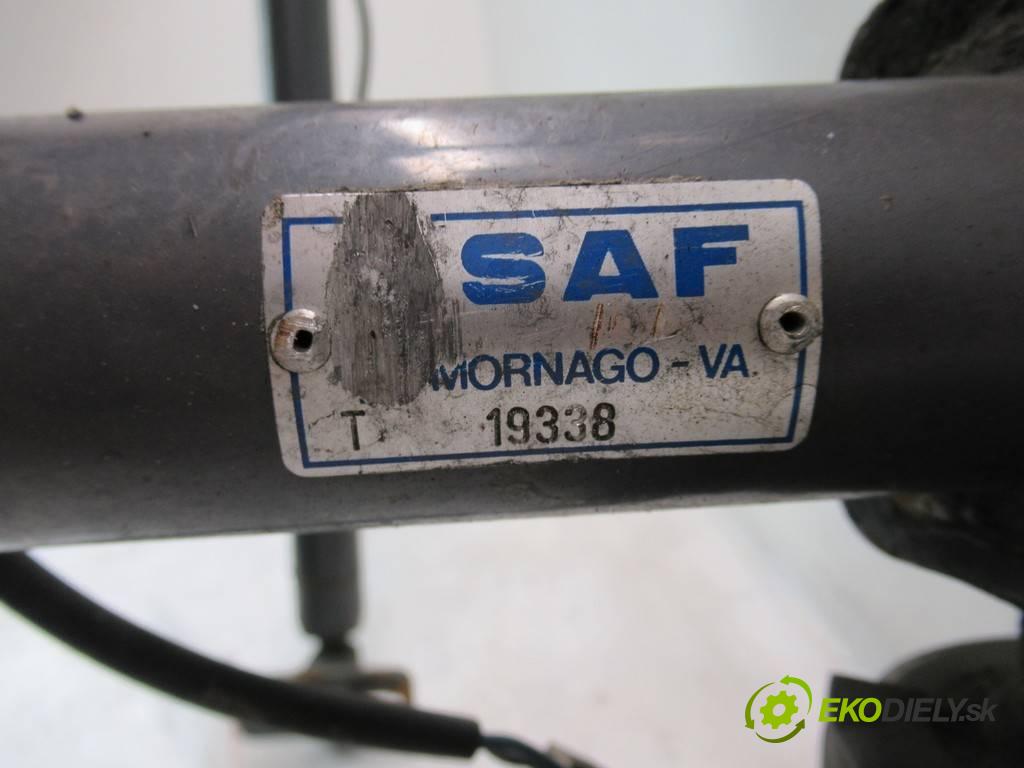 SAF
MORNAGO - VA.
T 19338
EKODIELY.sk